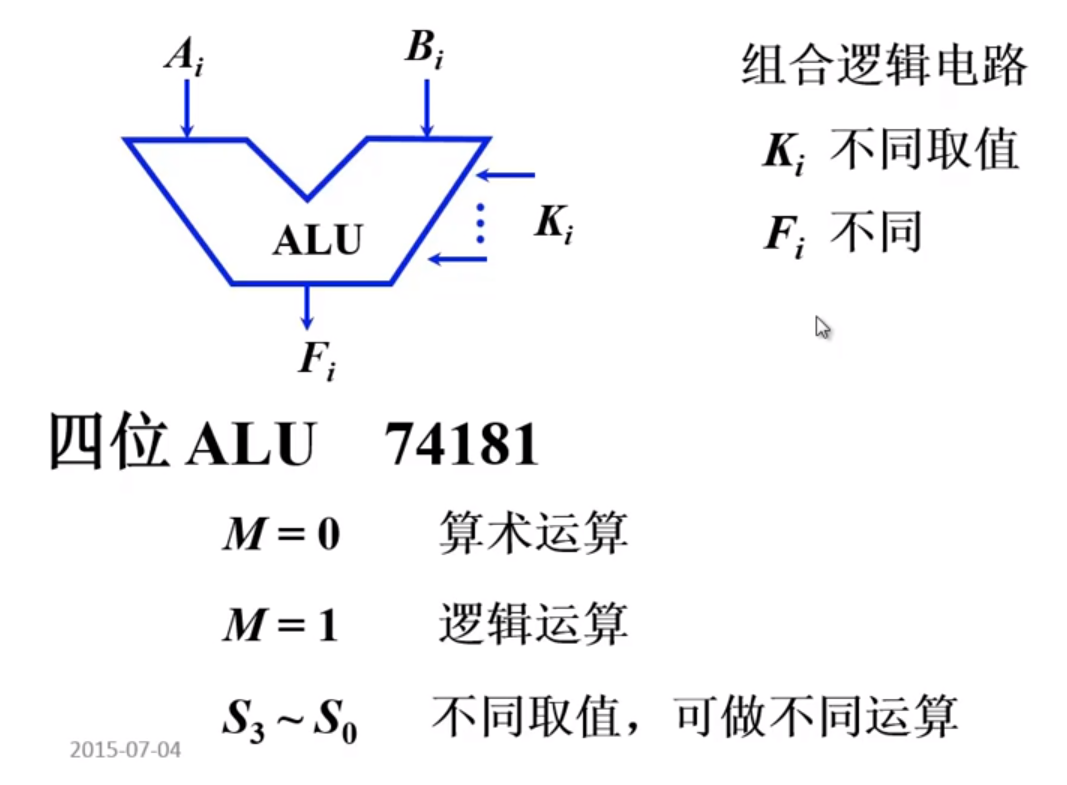 Aᵢ Bᵢ 组合逻辑电路
Kᵢ 不同取值
ALU Kᵢ Fᵢ 不同
Fᵢ
四位 ALU 74181
M = 0 算术运算
M = 1 逻辑运算
S₃ ~ S₀ 不同取值，可做不同运算
2015-07-04